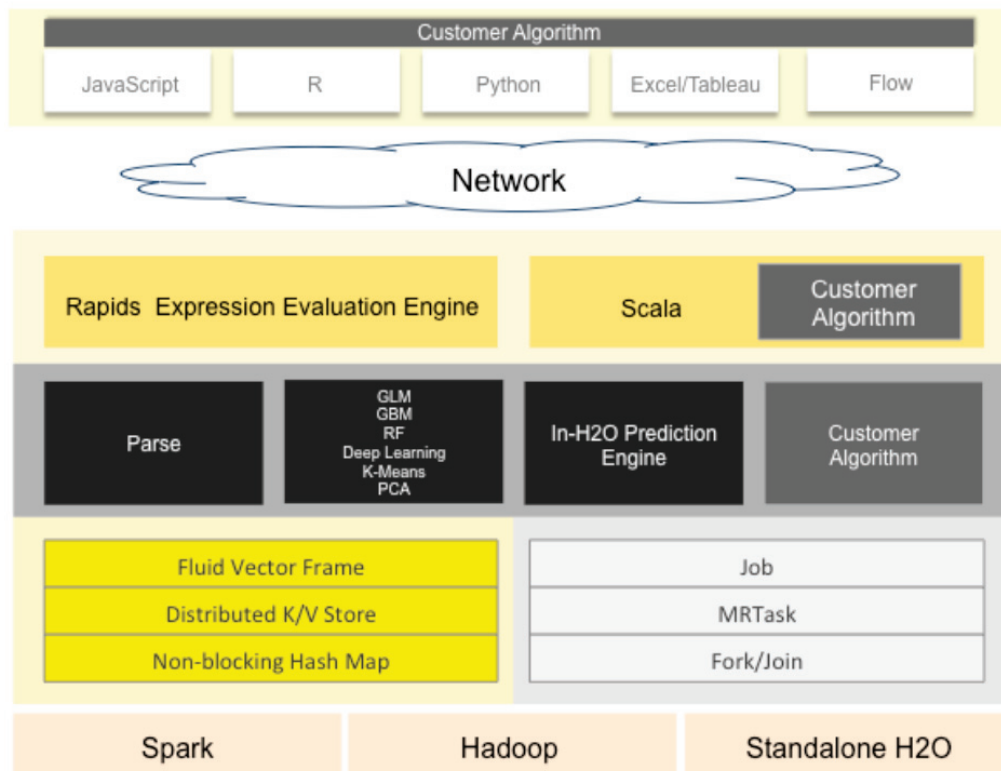 Customer Algorithm
JavaScript
R
Python
Excel/Tableau
Flow
Network
Rapids Expression Evaluation Engine
Scala
Customer
Algorithm
Parse
GLM
GBM
RF
Deep Learning
K-Means
PCA
In-H2O Prediction
Engine
Customer
Algorithm
Fluid Vector Frame
Distributed K/V Store
Non-blocking Hash Map
Job
MRTask
Fork/Join
Spark
Hadoop
Standalone H2O